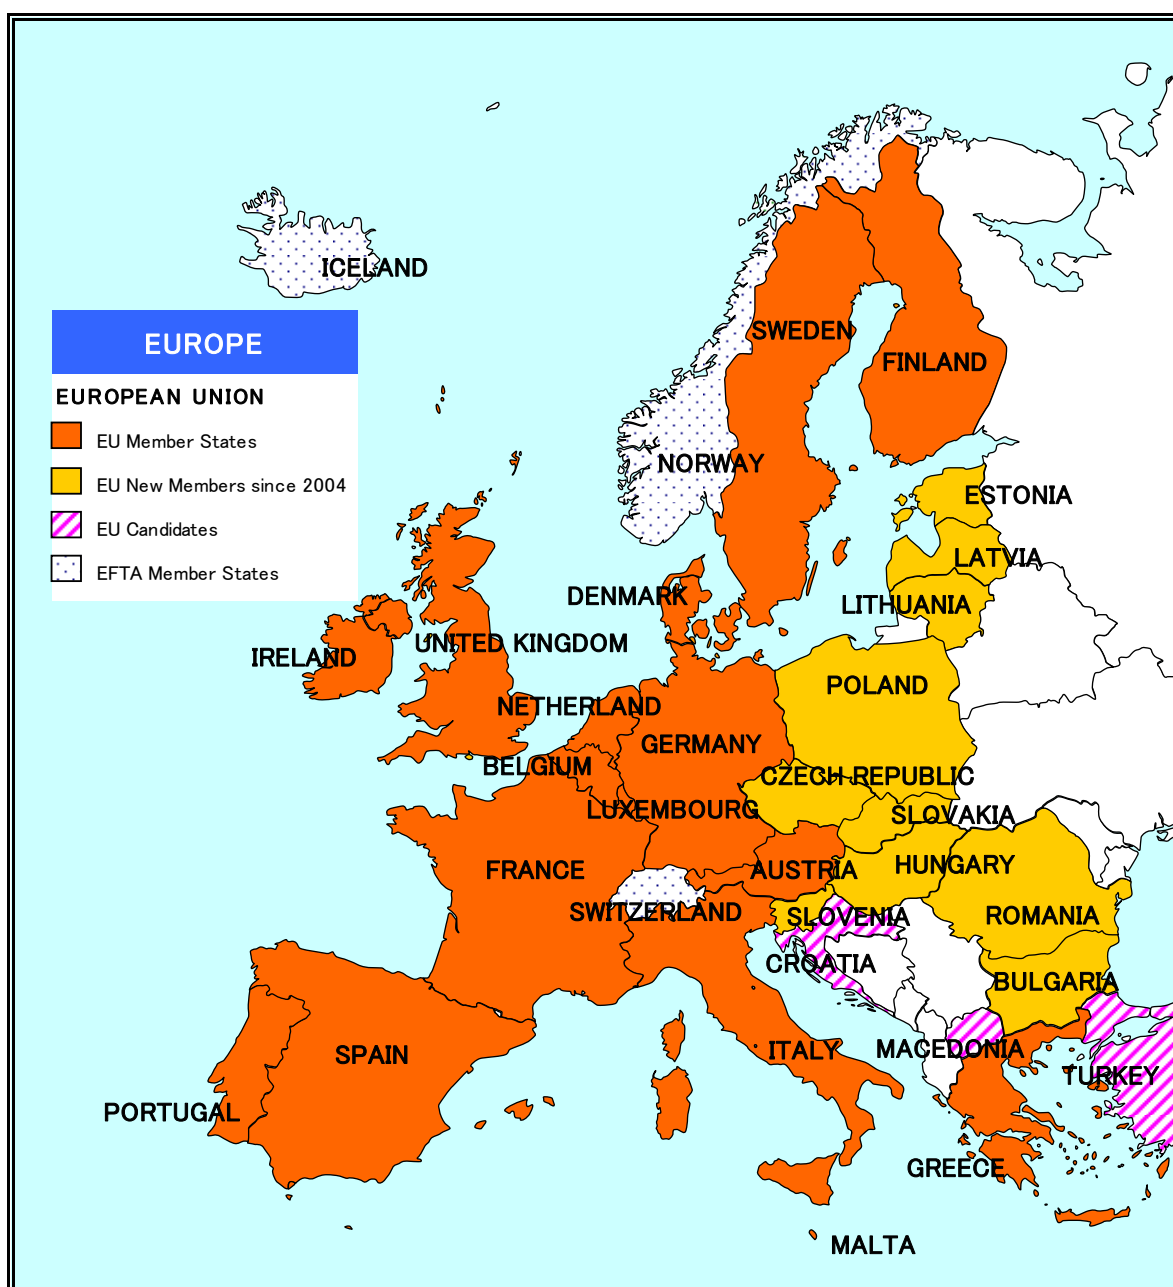 ICELAND
EUROPE
EUROPEAN UNION
EU Member States
EU New Members since 2004
EU Candidates
EFTA Member States
SWEDEN
FINLAND
NORWAY
ESTONIA
LATVIA
DENMARK
LITHUANIA
UNITED KINGDOM
IRELAND
POLAND
NETHERLAND
GERMANY
BELGIUM
CZECH REPUBLIC
LUXEMBOURG
SLOVAKIA
FRANCE
AUSTRIA
HUNGARY
SWITZERLAND
SLOVENIA
ROMANIA
CROATIA
BULGARIA
SPAIN
ITALY
MACEDONIA
TURKEY
PORTUGAL
GREECE
MALTA